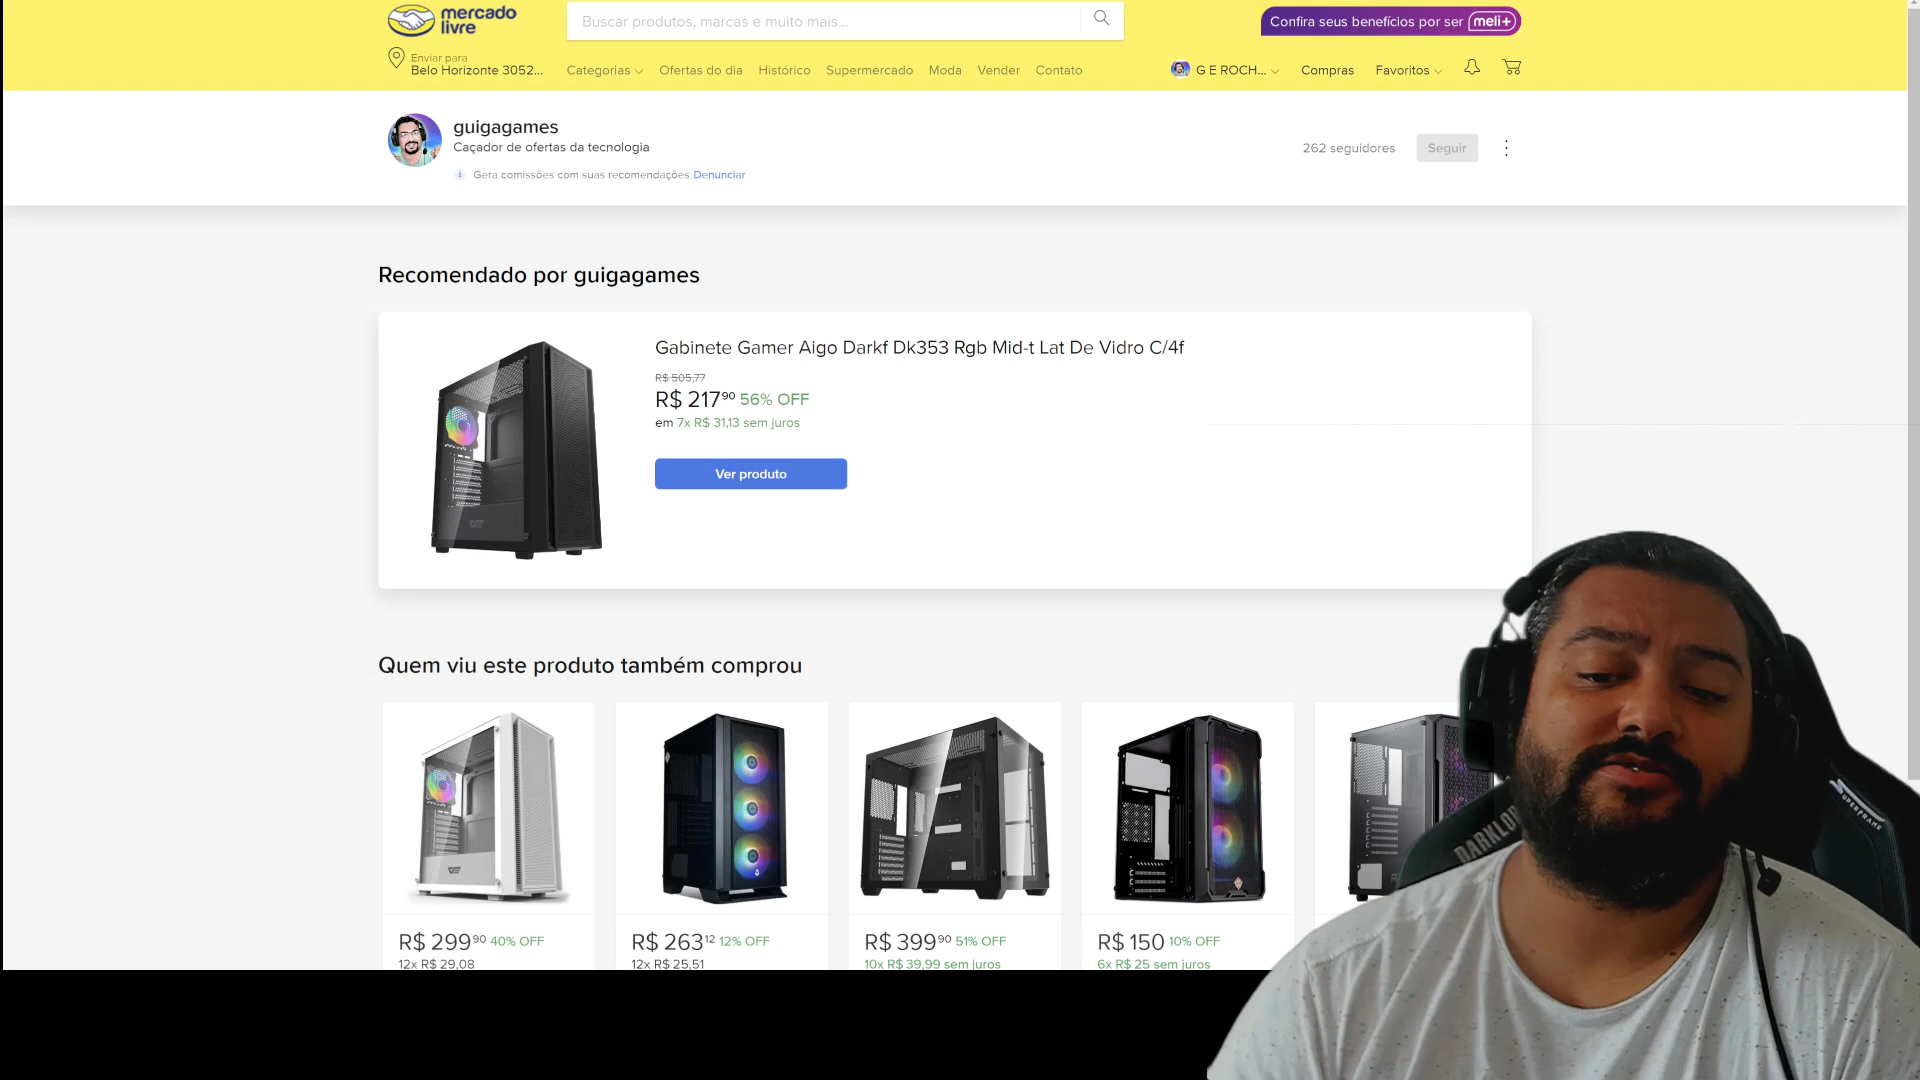 mercado
livre
Buscar produtos, marcas e muito mais...
Confira seus benefícios por ser meli+
Enviar para
Belo Horizonte 3052...
Categorias
Ofertas do dia
Histórico
Supermercado
Moda
Vender
Contato
G E ROCH...
Compras
Favoritos
guigagames
Caçador de ofertas da tecnologia
Gera comissões com suas recomendações Denunciar
262 seguidores
Seguir
Recomendado por guigagames
Gabinete Gamer Aigo Darkf Dk353 Rgb Mid-t Lat De Vidro C/4f
R$ 505,77
R$ 217 90 56% OFF
em 7x R$ 31,13 sem juros
Ver produto
Quem viu este produto também comprou
R$ 299 90 40% OFF
12x R$ 29,08
R$ 263 12 12% OFF
12x R$ 25,51
R$ 399 90 51% OFF
10x R$ 39,99 sem juros
R$ 150 10% OFF
6x R$ 25 sem juros
SUPERFRAME